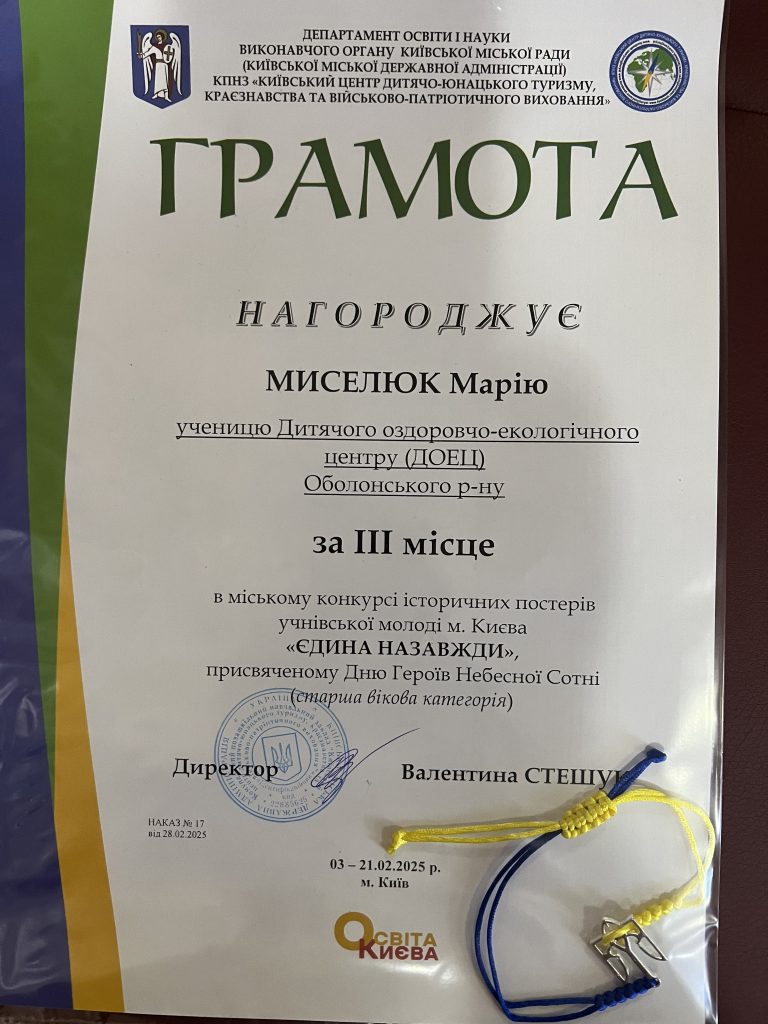 ДЕПАРТАМЕНТ ОСВІТИ І НАУКИ
ВИКОНАВЧОГО ОРГАНУ КИЇВСЬКОЇ МІСЬКОЇ РАДИ
(КИЇВСЬКОЇ МІСЬКОЇ ДЕРЖАВНОЇ АДМІНІСТРАЦІЇ)
КПНЗ «КИЇВСЬКИЙ ЦЕНТР ДИТЯЧО-ЮНАЦЬКОГО ТУРИЗМУ,
КРАЄЗНАВСТВА ТА ВІЙСЬКОВО-ПАТРІОТИЧНОГО ВИХОВАННЯ»
ГРАМОТА
НАГОРОДЖУЄ
МИСЕЛЮК Марію
ученицю Дитячого оздоровчо-екологічного
центру (ДОЕЦ)
Оболонського р-ну
за ІІІ місце
в міському конкурсі історичних постерів
учнівської молоді м. Києва
«ЄДИНА НАЗАВЖДИ»,
присвяченому Дню Героїв Небесної Сотні
(старша вікова категорія)
Директор Валентина СТЕШУК
НАКАЗ № 17
від 28.02.2025
03 – 21.02.2025 р.
м. Київ
ОСВІТА
КИЄВА